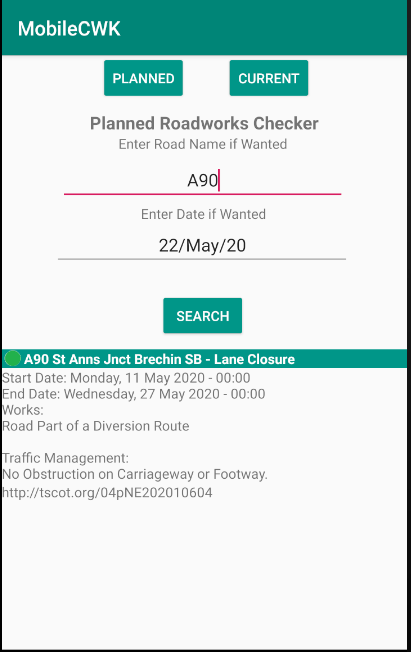 MobileCWK
PLANNED CURRENT
Planned Roadworks Checker
Enter Road Name if Wanted
A90
Enter Date if Wanted
22/May/20
SEARCH
A90 St Anns Jnct Brechin SB - Lane Closure
Start Date: Monday, 11 May 2020 - 00:00
End Date: Wednesday, 27 May 2020 - 00:00
Works:
Road Part of a Diversion Route
Traffic Management:
No Obstruction on Carriageway or Footway.
http://tscot.org/04pNE202010604